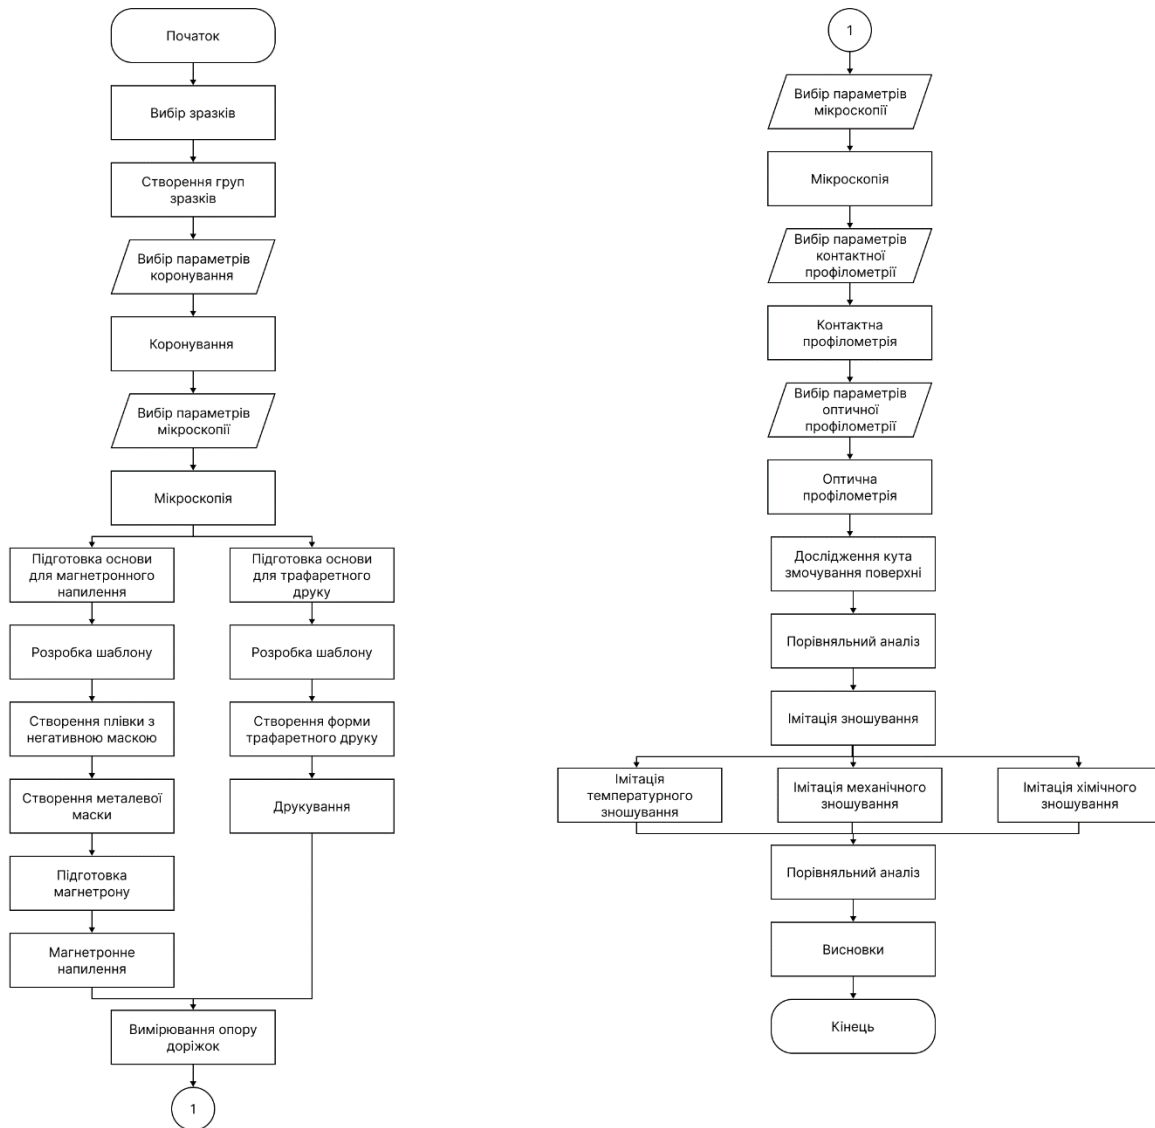 Початок
Вибір зразків
Створення груп
зразків
Вибір параметрів
коронування
Коронування
Вибір параметрів
мікроскопії
Мікроскопія
Підготовка основи
для магнетронного
напилення
Підготовка основи
для трафаретного
друку
Розробка шаблону
Розробка шаблону
Створення плівки з
негативною маскою
Створення форми
трафаретного друку
Створення металевої
маски
Друкування
Підготовка
магнетрону
Магнетронне
напилення
Вимірювання опору
доріжок
1
1
Вибір параметрів
мікроскопії
Мікроскопія
Вибір параметрів
контактної
профілометрії
Контактна
профілометрія
Вибір параметрів
оптичної
профілометрії
Оптична
профілометрія
Дослідження кута
змочування поверхні
Порівняльний аналіз
Імітація зношування
Імітація
температурного
зношування
Імітація механічного
зношування
Імітація хімічного
зношування
Порівняльний аналіз
Висновки
Кінець